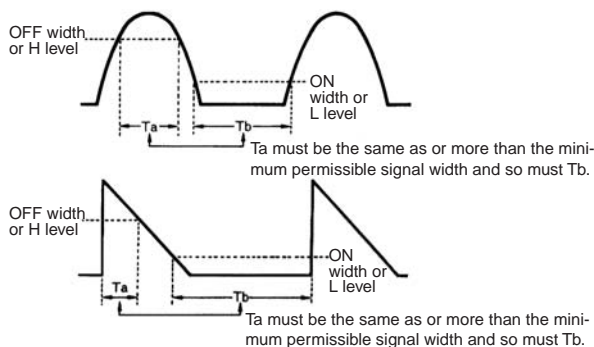 OFF width
or H level
ON
width or
L level
Ta
Tb
Ta must be the same as or more than the mini-
mum permissible signal width and so must Tb.
OFF width
or H level
ON
width or
L level
Ta
Tb
Ta must be the same as or more than the mini-
mum permissible signal width and so must Tb.